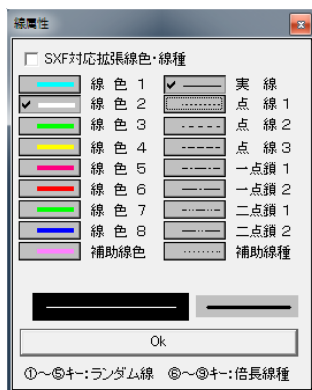 線属性
SXF対応拡張線色・線種
線 色 1 実 線
線 色 2 点 線 1
線 色 3 点 線 2
線 色 4 点 線 3
線 色 5 一点鎖 1
線 色 6 一点鎖 2
線 色 7 二点鎖 1
線 色 8 二点鎖 2
補助線色 補助線種
Ok
①～⑤キー:ランダム線 ⑥～⑨キー:倍長線種